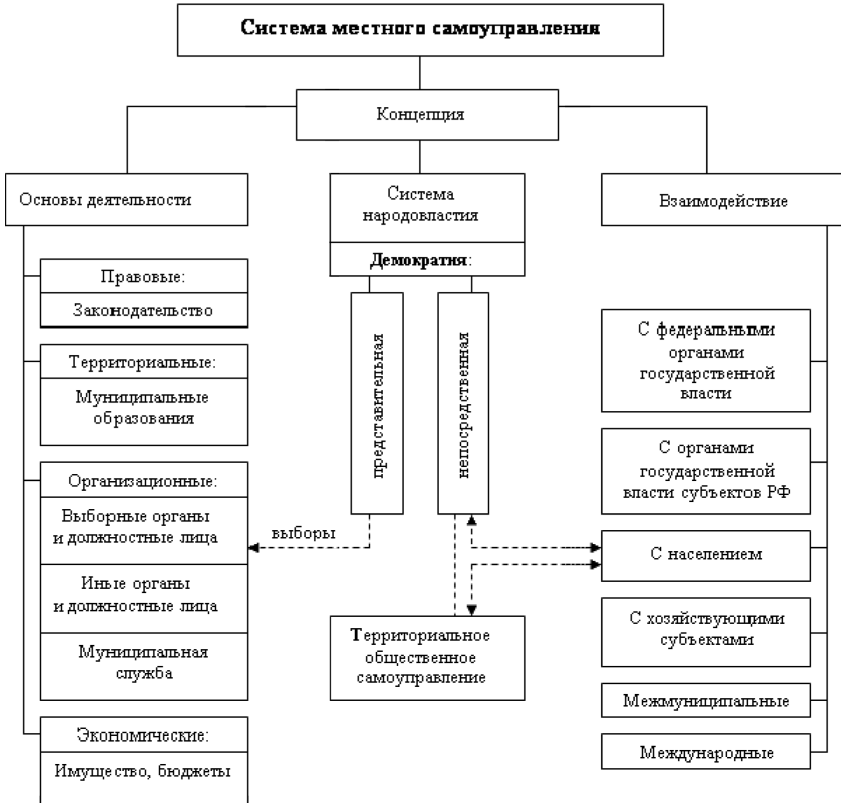 Система местного самоуправления
Концепция
Основы деятельности
Правовые:
Законодательство
Территориальные:
Муниципальные
образования
Организационные:
Выборные органы
и должностные лица
Иные органы
и должностные лица
Муниципальная
служба
Экономические:
Имущество, бюджеты
Система
народовластия
Демократия:
представительная
непосредственная
выборы
Территориальное
общественное
самоуправление
Взаимодействие
С федеральными
органами
государственной
власти
С органами
государственной
власти субъектов РФ
С населением
С хозяйствующими
субъектами
Межмуниципальные
Международные